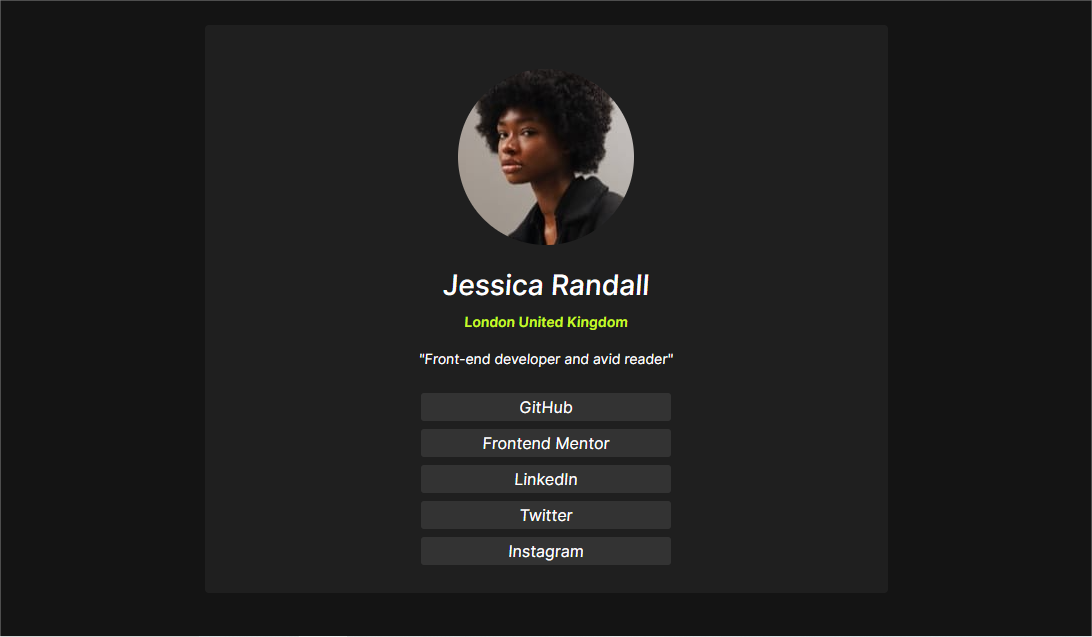 Jessica Randall
London United Kingdom
"Front-end developer and avid reader"
GitHub
Frontend Mentor
LinkedIn
Twitter
Instagram